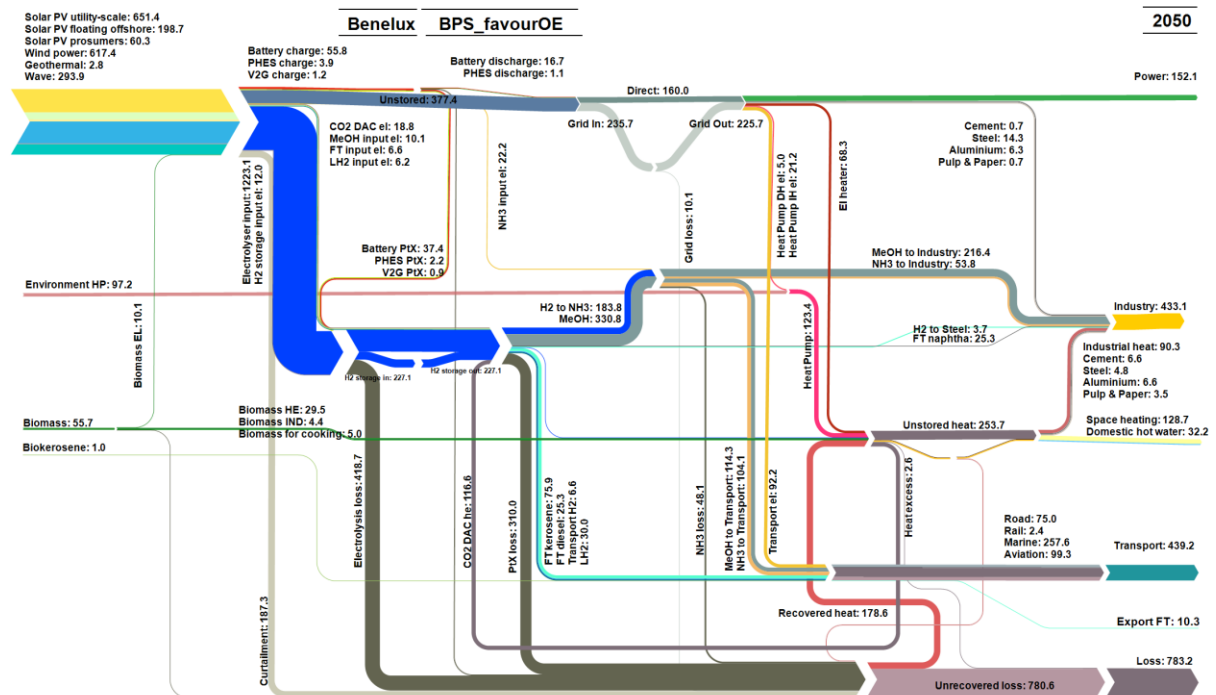 Benelux
BPS_favourOE
2050
Solar PV utility-scale: 651.4
Solar PV floating offshore: 198.7
Solar PV prosumers: 60.3
Wind power: 617.4
Geothermal: 2.8
Wave: 293.9
Battery charge: 55.8
PHES charge: 3.9
V2G charge: 1.2
Battery discharge: 16.7
PHES discharge: 1.1
Unstored: 377.4
Direct: 160.0
Power: 152.1
Grid In: 235.7
Grid Out: 225.7
CO2 DAC el: 18.8
MeOH input el: 10.1
FT input el: 6.6
LH2 input el: 6.2
Cement: 0.7
Steel: 14.3
Aluminium: 6.3
Pulp & Paper: 0.7
Electrolyser input: 1223.1
H2 storage input el: 12.0
NH3 input el: 22.2
Grid loss: 10.1
Heat Pump DH el: 5.0
Heat Pump IH el: 21.2
El heater: 68.3
Battery PtX: 37.4
PHES PtX: 2.2
V2G PtX: 0.9
MeOH to Industry: 216.4
NH3 to Industry: 53.8
Environment HP: 97.2
H2 to NH3: 183.8
MeOH: 330.8
Industry: 433.1
Biomass EL: 10.1
H2 storage in: 227.1
H2 storage out: 227.1
Heat Pump: 123.4
H2 to Steel: 3.7
FT naphtha: 25.3
Industrial heat: 90.3
Cement: 6.6
Steel: 4.8
Aluminium: 6.6
Pulp & Paper: 3.5
Biomass: 55.7
Biomass HE: 29.5
Biomass IND: 4.4
Biomass for cooking: 5.0
Unstored heat: 253.7
Space heating: 128.7
Domestic hot water: 32.2
Biokerosene: 1.0
Electrolysis loss: 418.7
CO2 DAC he: 116.6
PtX loss: 310.0
FT kerosene: 75.9
FT diesel: 25.3
Transport H2: 6.6
LH2: 30.0
NH3 loss: 48.1
MeOH to Transport: 114.3
NH3 to Transport: 104.1
Transport el: 92.2
Heat excess: 2.6
Road: 75.0
Rail: 2.4
Marine: 257.6
Aviation: 99.3
Transport: 439.2
Recovered heat: 178.6
Export FT: 10.3
Curtailment: 187.3
Unrecovered loss: 780.6
Loss: 783.2